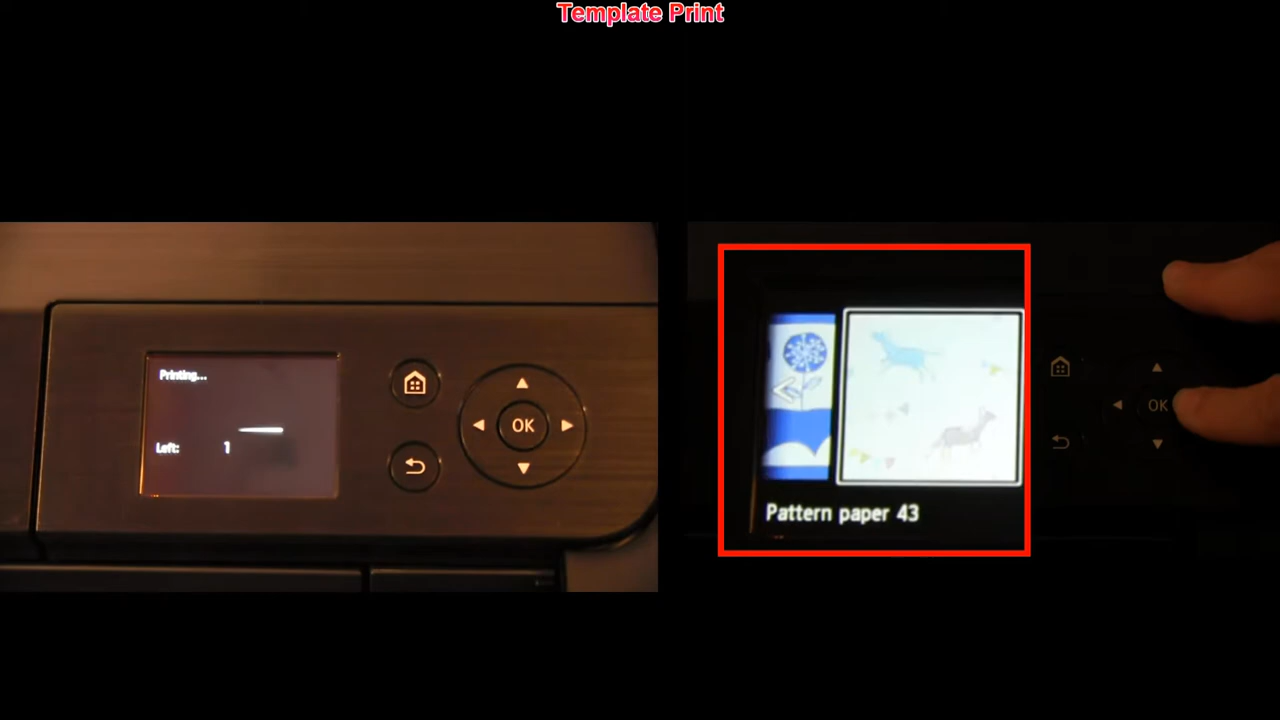 Template Print
Printing...
Left: 1
OK
Pattern paper 43
OK